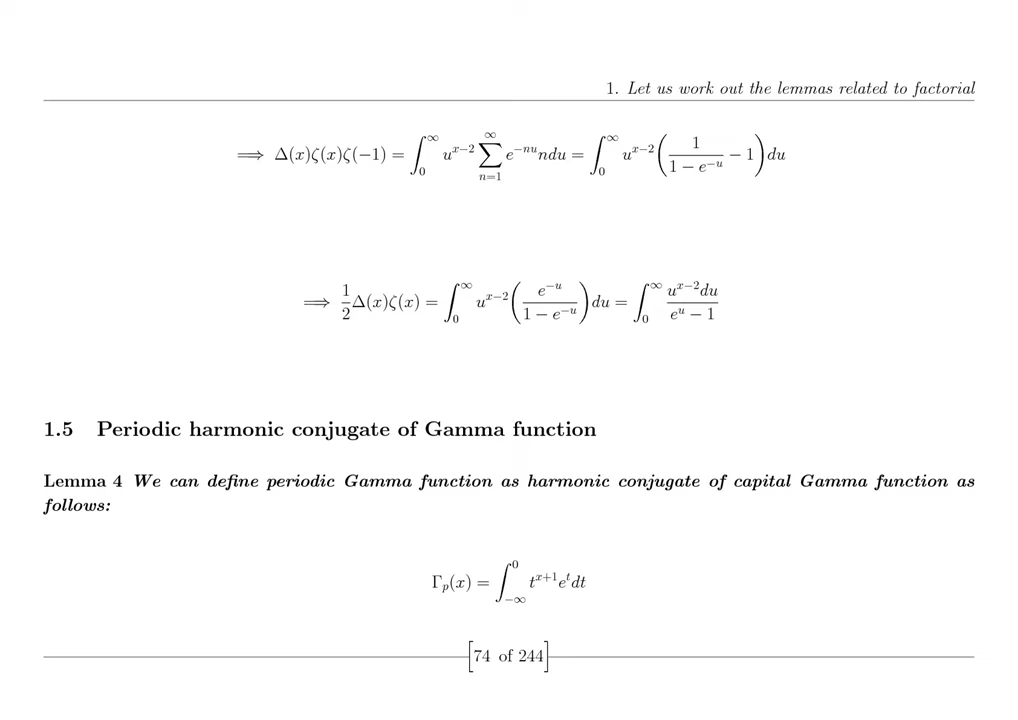 1. Let us work out the lemmas related to factorial
⟹ Δ(x)ζ(x)ζ(−1) = ∫_0^∞ u^{x−2} ∑_{n=1}^∞ e^{−nu}ndu = ∫_0^∞ u^{x−2}(1/(1 − e^{−u}) − 1)du
⟹ 1/2 Δ(x)ζ(x) = ∫_0^∞ u^{x−2}(e^{−u}/(1 − e^{−u}))du = ∫_0^∞ u^{x−2}du/(e^u − 1)
1.5 Periodic harmonic conjugate of Gamma function
Lemma 4 We can define periodic Gamma function as harmonic conjugate of capital Gamma function as
follows:
Γ_p(x) = ∫_{−∞}^0 t^{x+1}e^t dt
[74 of 244]